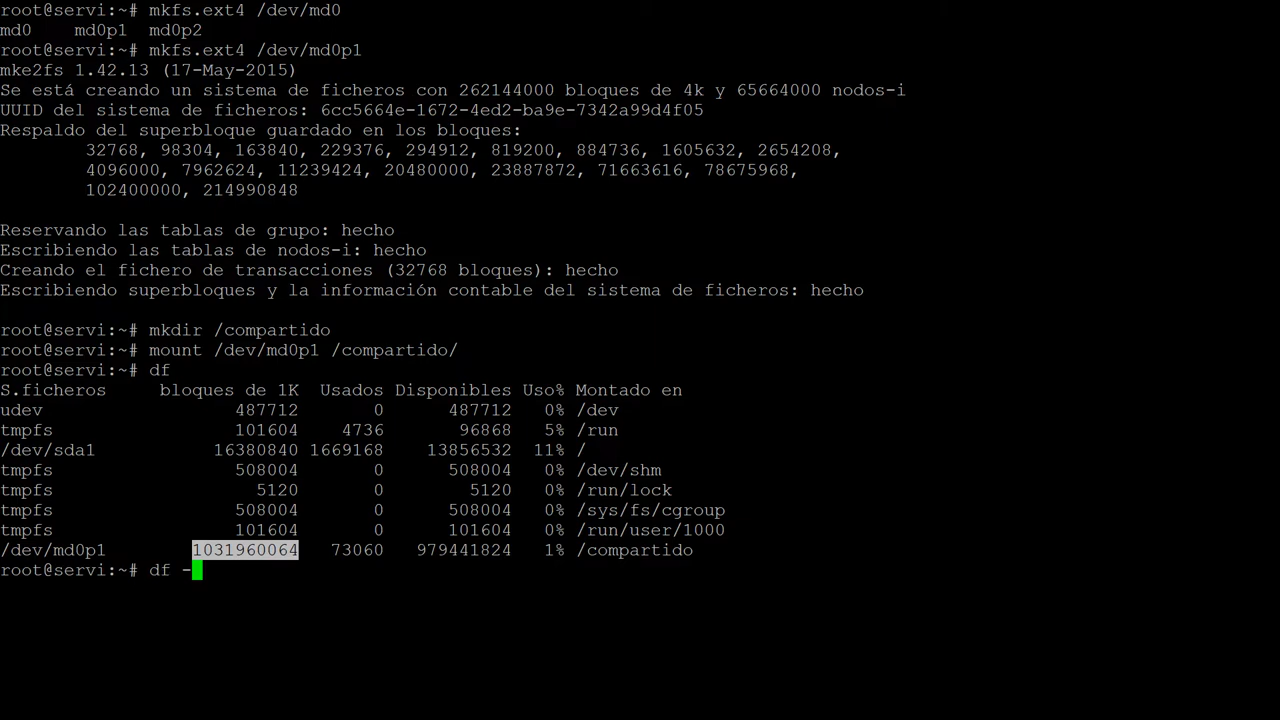 root@servi:~# mkfs.ext4 /dev/md0
md0    md0p1  md0p2
root@servi:~# mkfs.ext4 /dev/md0p1
mke2fs 1.42.13 (17-May-2015)
Se está creando un sistema de ficheros con 262144000 bloques de 4k y 65664000 nodos-i
UUID del sistema de ficheros: 6cc5664e-1672-4ed2-ba9e-7342a99d4f05
Respaldo del superbloque guardado en los bloques:
        32768, 98304, 163840, 229376, 294912, 819200, 884736, 1605632, 2654208,
        4096000, 7962624, 11239424, 20480000, 23887872, 71663616, 78675968,
        102400000, 214990848
Reservando las tablas de grupo: hecho
Escribiendo las tablas de nodos-i: hecho
Creando el fichero de transacciones (32768 bloques): hecho
Escribiendo superbloques y la información contable del sistema de ficheros: hecho
root@servi:~# mkdir /compartido
root@servi:~# mount /dev/md0p1 /compartido/
root@servi:~# df
S.ficheros     bloques de 1K  Usados Disponibles Uso% Montado en
udev                  487712       0      487712   0% /dev
tmpfs                 101604    4736       96868   5% /run
/dev/sda1           16380840 1669168    13856532  11% /
tmpfs                 508004       0      508004   0% /dev/shm
tmpfs                   5120       0        5120   0% /run/lock
tmpfs                 508004       0      508004   0% /sys/fs/cgroup
tmpfs                 101604       0      101604   0% /run/user/1000
/dev/md0p1        1031960064   73060   979441824   1% /compartido
root@servi:~# df -